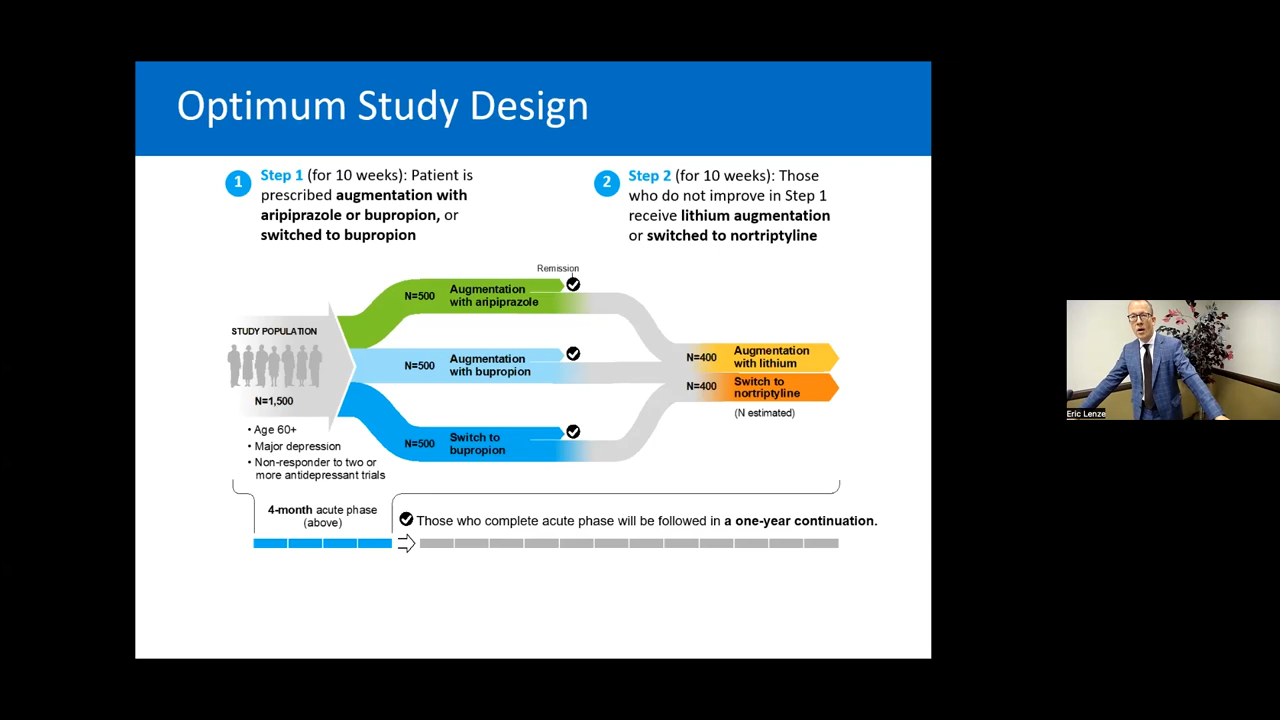 Optimum Study Design
1
Step 1 (for 10 weeks): Patient is
prescribed augmentation with
aripiprazole or bupropion, or
switched to bupropion
2
Step 2 (for 10 weeks): Those
who do not improve in Step 1
receive lithium augmentation
or switched to nortriptyline
Remission
STUDY POPULATION
N=1,500
• Age 60+
• Major depression
• Non-responder to two or
more antidepressant trials
N=500
Augmentation
with aripiprazole
N=500
Augmentation
with bupropion
N=500
Switch to
bupropion
N=400
Augmentation
with lithium
N=400
Switch to
nortriptyline
(N estimated)
4-month acute phase
(above)
Those who complete acute phase will be followed in a one-year continuation.
Eric Lenze